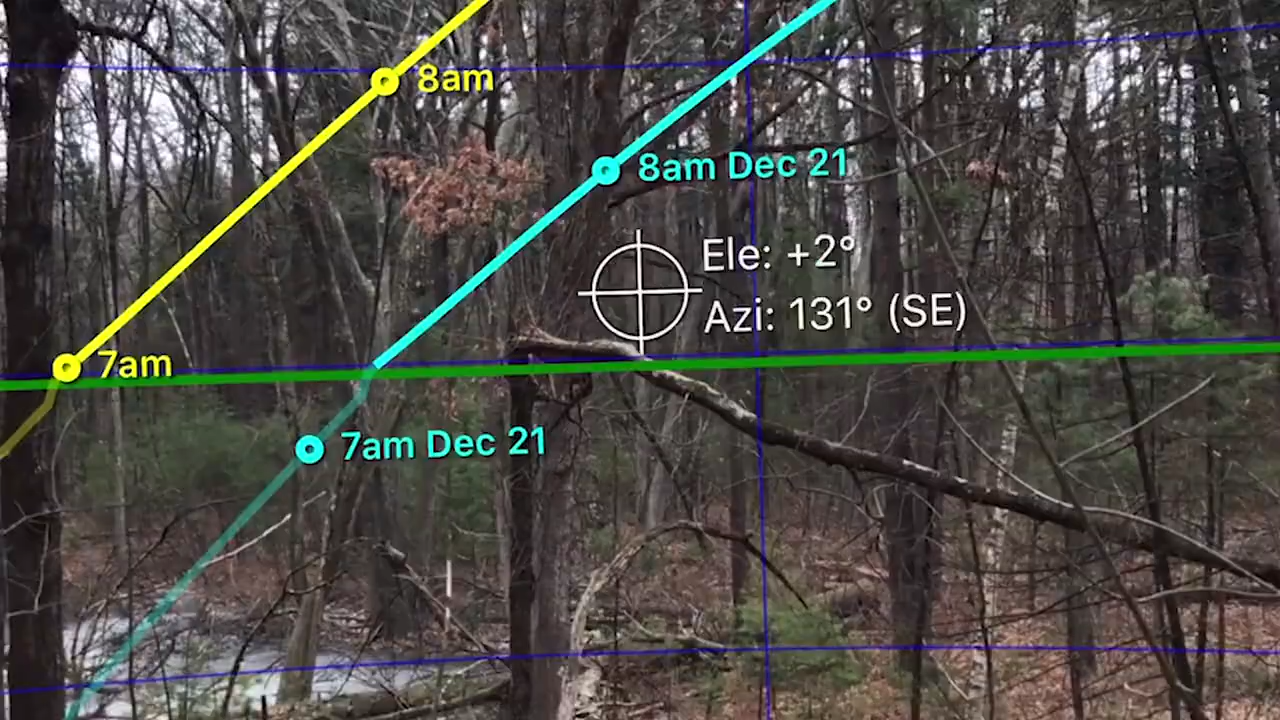 8am
8am Dec 21
Ele: +2°
Azi: 131° (SE)
7am
7am Dec 21